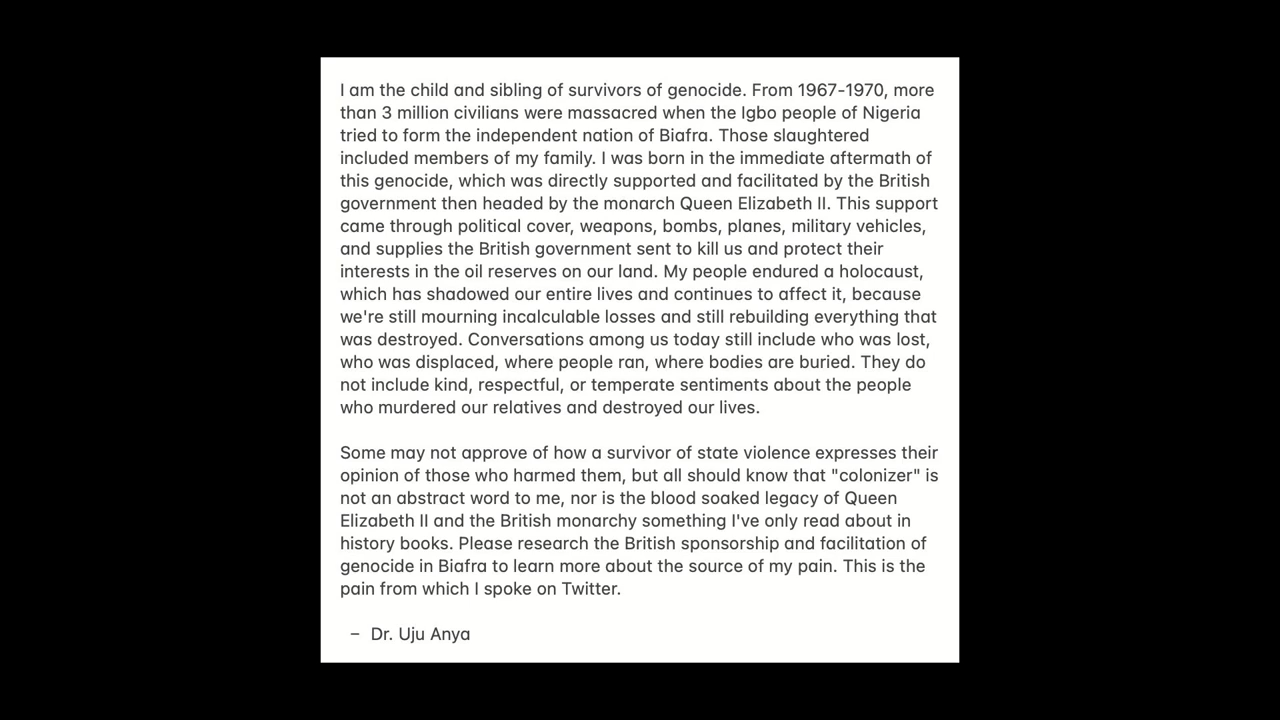 I am the child and sibling of survivors of genocide. From 1967-1970, more
than 3 million civilians were massacred when the Igbo people of Nigeria
tried to form the independent nation of Biafra. Those slaughtered
included members of my family. I was born in the immediate aftermath of
this genocide, which was directly supported and facilitated by the British
government then headed by the monarch Queen Elizabeth II. This support
came through political cover, weapons, bombs, planes, military vehicles,
and supplies the British government sent to kill us and protect their
interests in the oil reserves on our land. My people endured a holocaust,
which has shadowed our entire lives and continues to affect it, because
we're still mourning incalculable losses and still rebuilding everything that
was destroyed. Conversations among us today still include who was lost,
who was displaced, where people ran, where bodies are buried. They do
not include kind, respectful, or temperate sentiments about the people
who murdered our relatives and destroyed our lives.
Some may not approve of how a survivor of state violence expresses their
opinion of those who harmed them, but all should know that "colonizer" is
not an abstract word to me, nor is the blood soaked legacy of Queen
Elizabeth II and the British monarchy something I've only read about in
history books. Please research the British sponsorship and facilitation of
genocide in Biafra to learn more about the source of my pain. This is the
pain from which I spoke on Twitter.
– Dr. Uju Anya